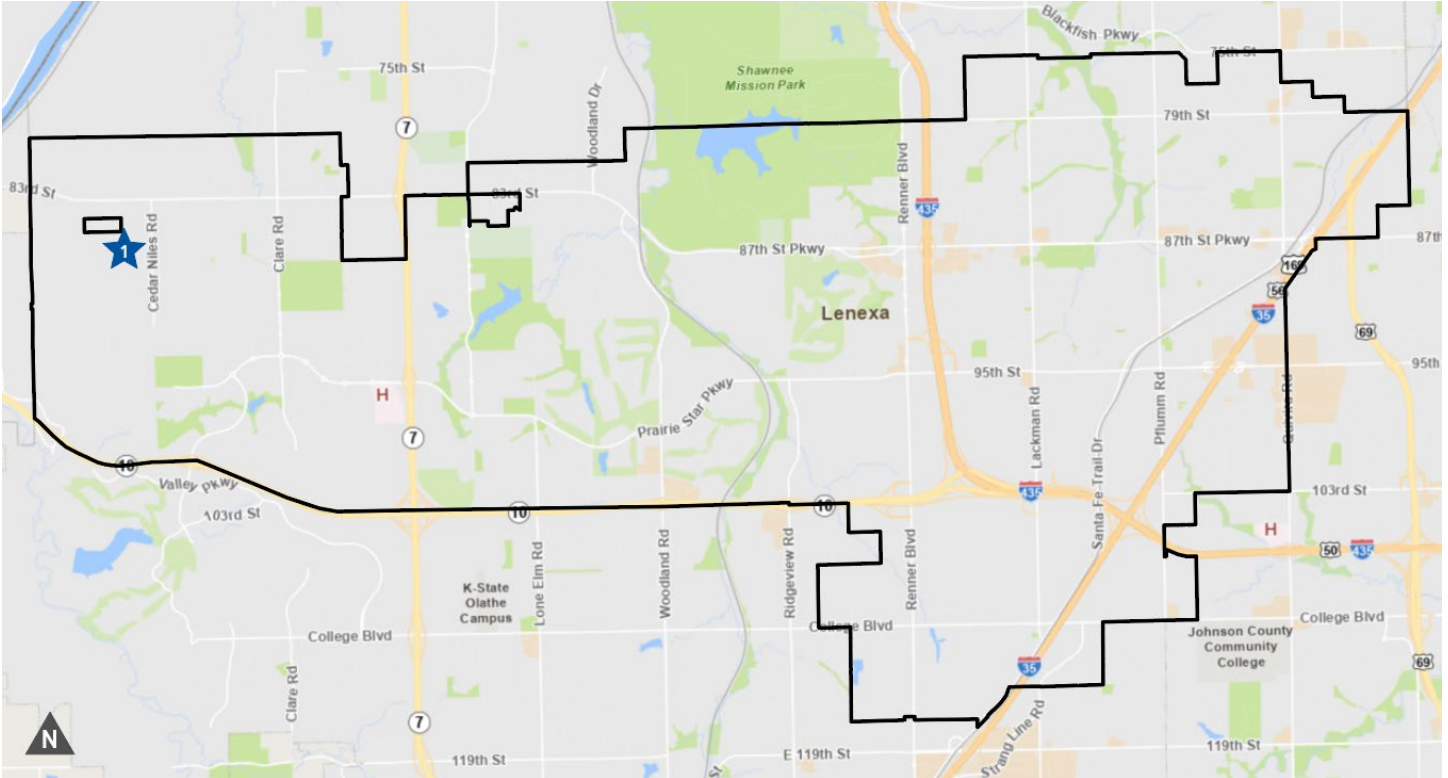 Blackfish Pkwy
75th St
75th St
Shawnee
Mission Park
Woodland Dr
79th St
7
83rd St
83rd St
435
Renner Blvd
Cedar Niles Rd
Clare Rd
1
87th St Pkwy
87th St Pkwy
87th
169
56
35
Lenexa
69
95th St
95th
H
Prairie Star Pkwy
Lackman Rd
Pflumm Rd
7
Santa-Fe-Trail-Dr
10
Valley Pkwy
103rd St
10
10
435
103rd St
H
50
435
Lone Elm Rd
Woodland Rd
Ridgeview Rd
Renner Blvd
K-State
Olathe
Campus
College Blvd
College Blvd
College Blvd
Johnson County
Community
College
35
69
Clare Rd
7
N
Strang Line Rd
119th St
St
E 119th St
119th St